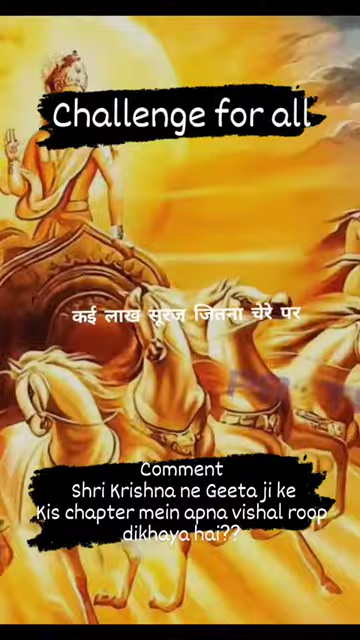 Challenge for all
कई लाख सूरज जितना चेरे पर
Comment
Shri Krishna ne Geeta ji ke
Kis chapter mein apna vishal roop
dikhaya hai??